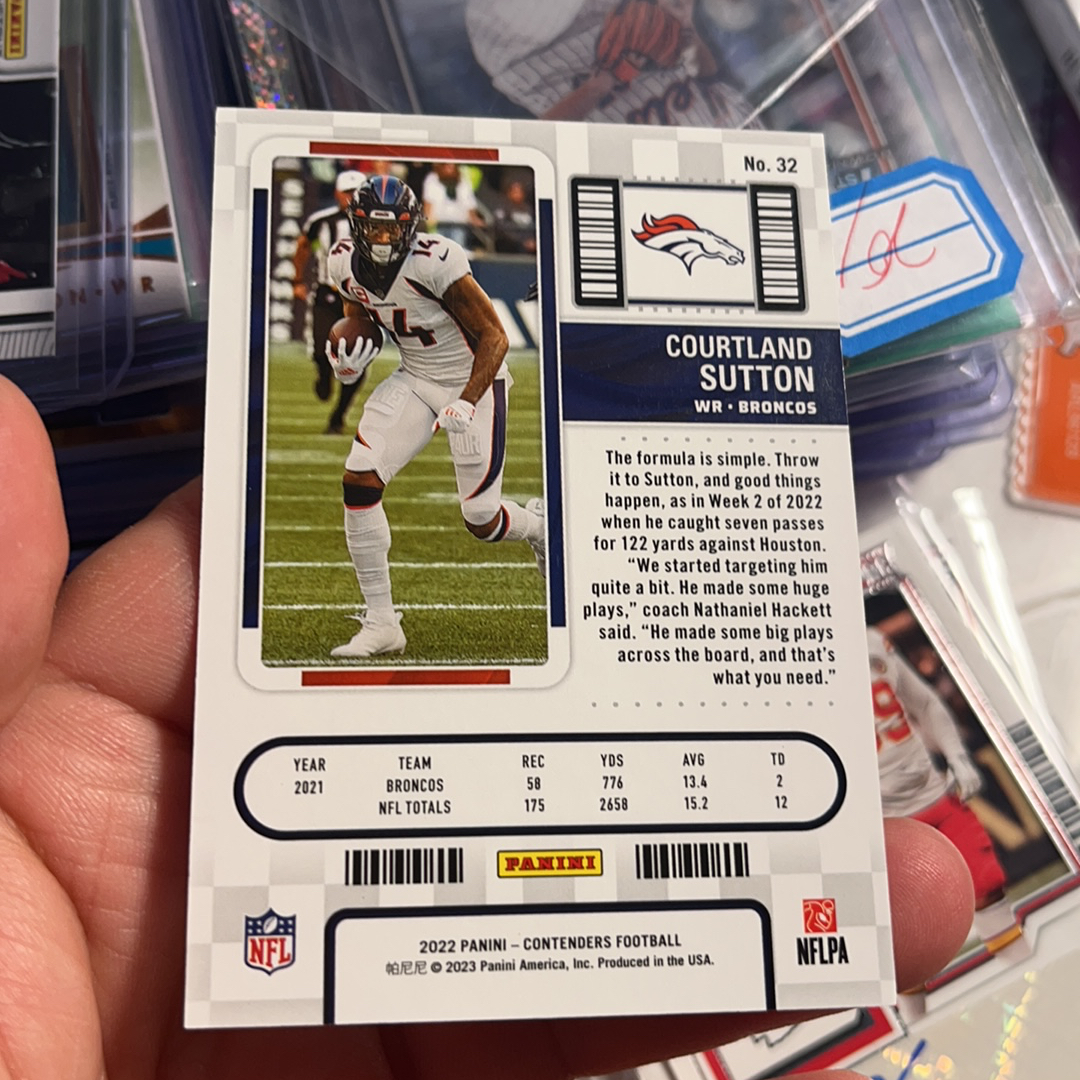 PANINI
No. 32
SEAHAWKS
14
14
COURTLAND
SUTTON
WR • BRONCOS
The formula is simple. Throw
it to Sutton, and good things
happen, as in Week 2 of 2022
when he caught seven passes
for 122 yards against Houston.
“We started targeting him
quite a bit. He made some huge
plays,” coach Nathaniel Hackett
said. “He made some big plays
across the board, and that’s
what you need.”
YEAR TEAM REC YDS AVG TD
2021 BRONCOS 58 776 13.4 2
NFL TOTALS 175 2658 15.2 12
PANINI
NFL
NFLPA
2022 PANINI – CONTENDERS FOOTBALL
帕尼尼 © 2023 Panini America, Inc. Produced in the USA.